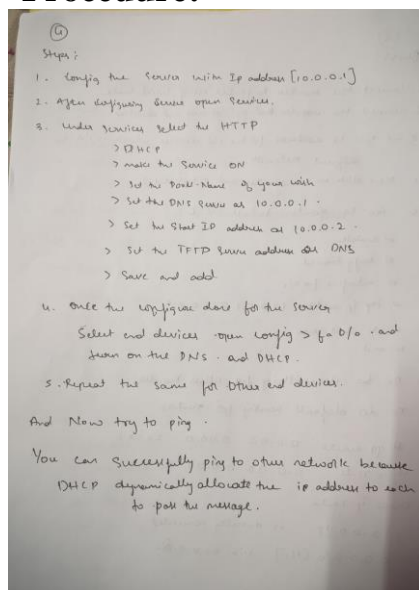 Procedure:
4
Steps:
1. Config the Server with Ip address [10.0.0.1]
2. After configuring Server open Services.
3. Under services select the HTTP
> DHCP
> make the Service ON
> Set the Pool-Name of your wish
> Set the DNS Server as 10.0.0.1.
> Set the Start IP address as 10.0.0.2.
> Set the TFTP Server address as DNS
> Save and add
4. Once the configure done for the server
Select end devices open config > fa 0/0. and
turn on the DNS. and DHCP.
5. Repeat the same for Other end devices.
And Now try to ping.
You can Successfully ping to other network because
DHCP dynamically allocate the ip address to each
to pass the message.